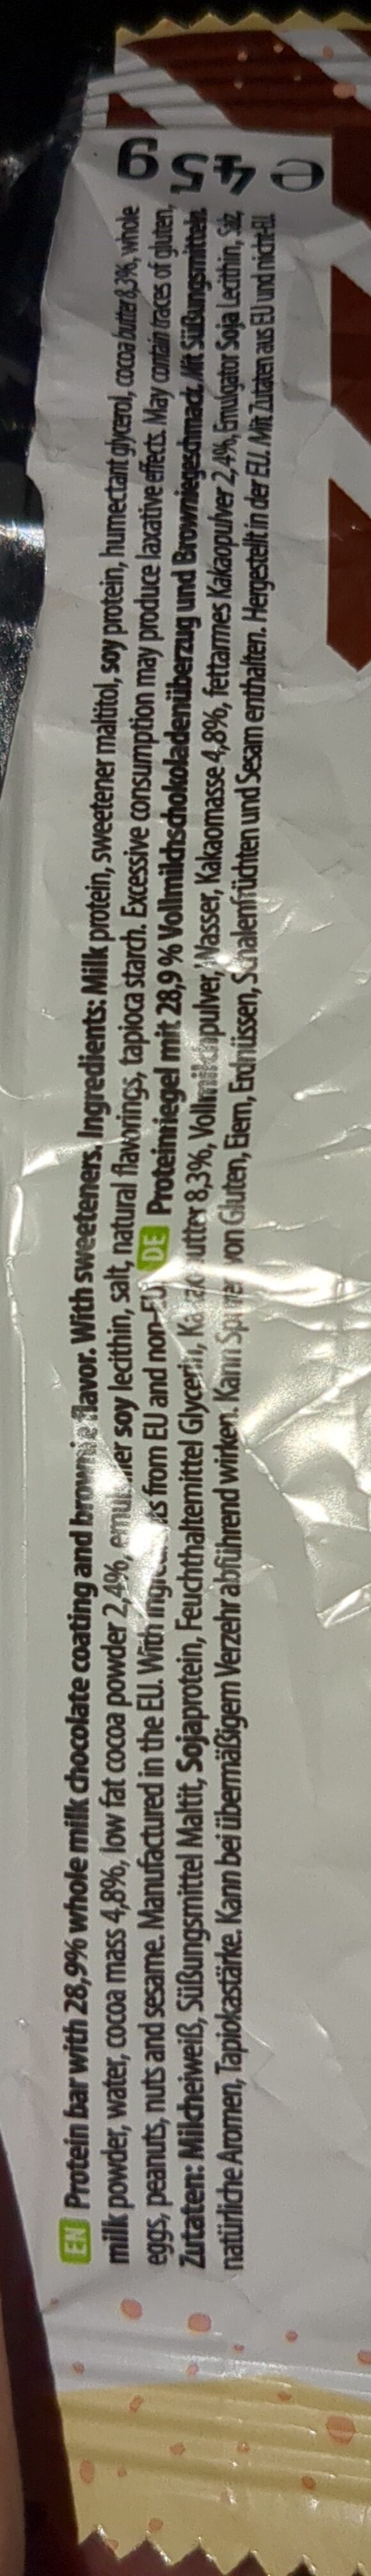 EN Protein bar with 28,9% whole milk chocolate coating and brownie flavor. With sweeteners. Ingredients: Milk protein, sweetener maltitol, soy protein, humectant glycerol, cocoa butter 8,3%, whole
milk powder, water, cocoa mass 4,8%, low fat cocoa powder 2,4%, emulsifier soy lecithin, salt, natural flavorings, tapioca starch. Excessive consumption may produce laxative effects. May contain traces of gluten,
eggs, peanuts, nuts and sesame. Manufactured in the EU. With ingredients from EU and non-EU. DE Proteinriegel mit 28,9 % Vollmilchschokoladenüberzug und Browniegeschmack. Mit Süßungsmitteln.
Zutaten: Milcheiweiß, Süßungsmittel Maltit, Sojaprotein, Feuchthaltemittel Glycerin, Kakaobutter 8,3%, Vollmilchpulver, Wasser, Kakaomasse 4,8%, fettarmes Kakaopulver 2,4%, Emulgator Soja Lecithin, Salz,
natürliche Aromen, Tapiokastärke. Kann bei übermäßigem Verzehr abführend wirken. Kann Spuren von Gluten, Eiern, Erdnüssen, Schalenfrüchten und Sesam enthalten. Hergestellt in der EU. Mit Zutaten aus EU und nicht-EU.
e 45 g